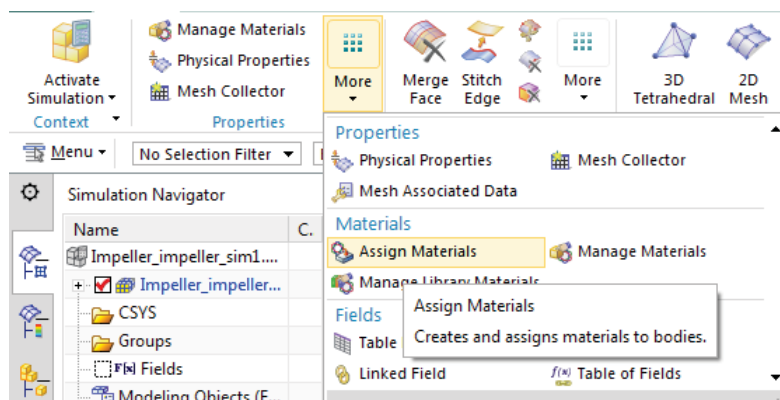 Activate
Simulation
Context
Manage Materials
Physical Properties
Mesh Collector
Properties
More
Merge
Face
Stitch
Edge
More
3D
Tetrahedral
2D
Mesh
Menu
No Selection Filter
Simulation Navigator
Name
C.
Impeller_impeller_sim1....
Impeller_impeller...
CSYS
Groups
Fields
Modeling Objects (F...
Properties
Physical Properties
Mesh Collector
Mesh Associated Data
Materials
Assign Materials
Manage Materials
Manage Library Materials
Assign Materials
Creates and assigns materials to bodies.
Fields
Table
Linked Field
f(x) Table of Fields